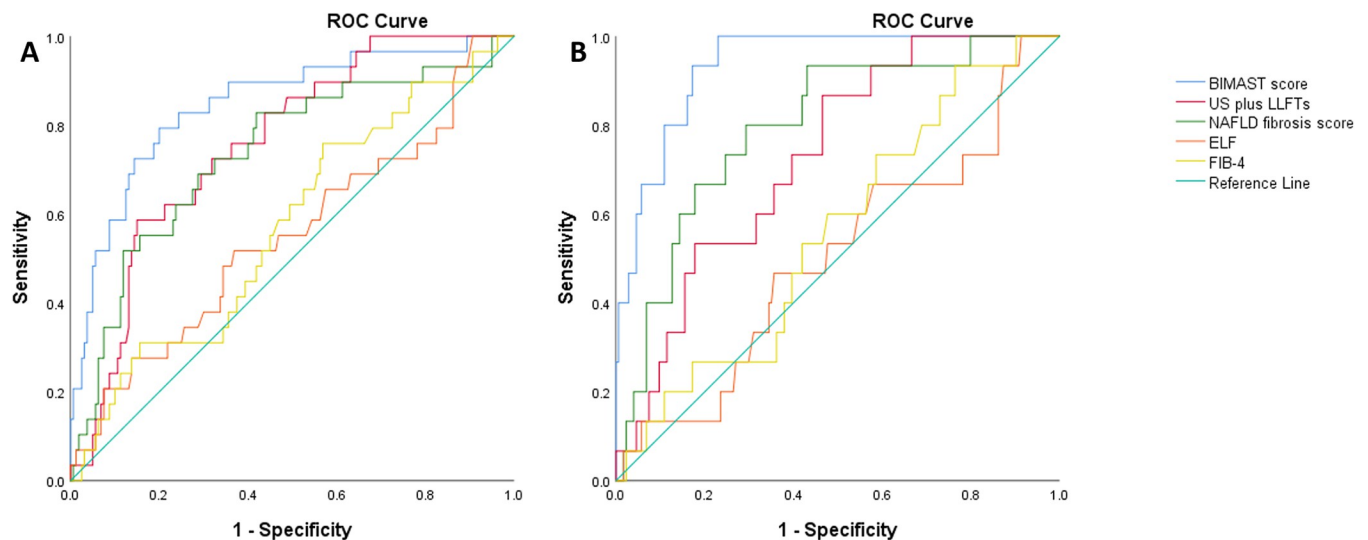 A
ROC Curve
1.0
0.8
0.6
0.4
0.2
0.0
Sensitivity
0.0
0.2
0.4
0.6
0.8
1.0
1 - Specificity
B
ROC Curve
1.0
0.8
0.6
0.4
0.2
0.0
Sensitivity
0.0
0.2
0.4
0.6
0.8
1.0
1 - Specificity
BIMAST score
US plus LLFTs
NAFLD fibrosis score
ELF
FIB-4
Reference Line